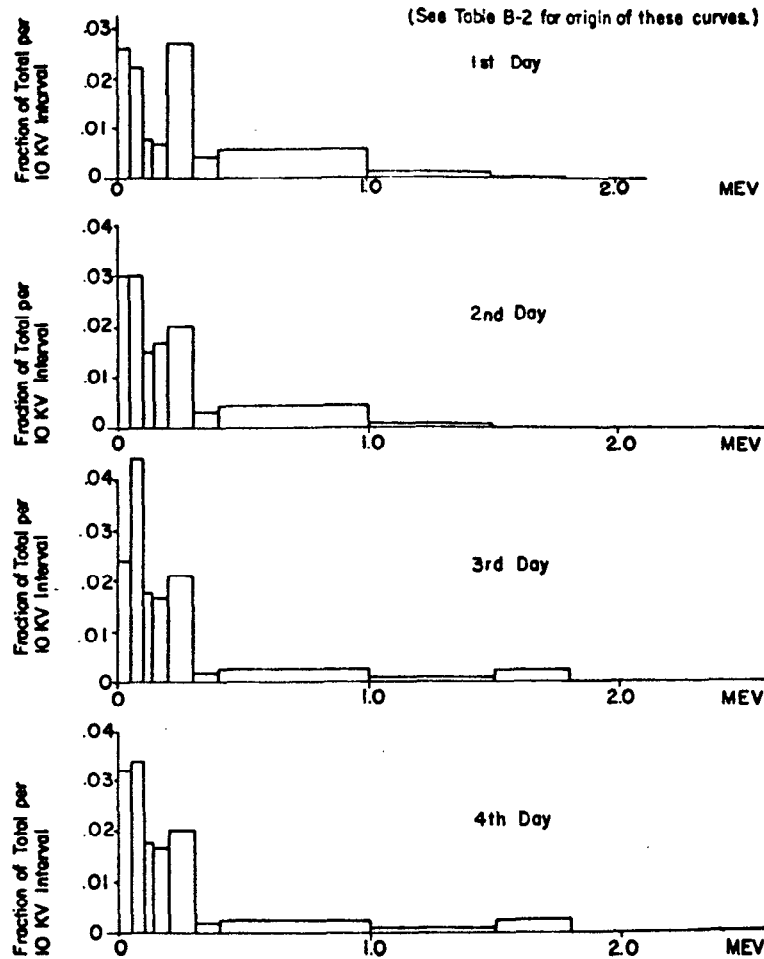 (See Table B-2 for origin of these curves.)
Fraction of Total per
10 KV Interval
.03
.02
.01
0
1st Day
0
1.0
2.0
MEV
Fraction of Total per
10 KV Interval
.04
.03
.02
.01
0
2nd Day
0
1.0
2.0
MEV
Fraction of Total per
10 KV Interval
.04
.03
.02
.01
0
3rd Day
0
1.0
2.0
MEV
Fraction of Total per
10 KV Interval
.04
.03
.02
.01
0
4th Day
0
1.0
2.0
MEV